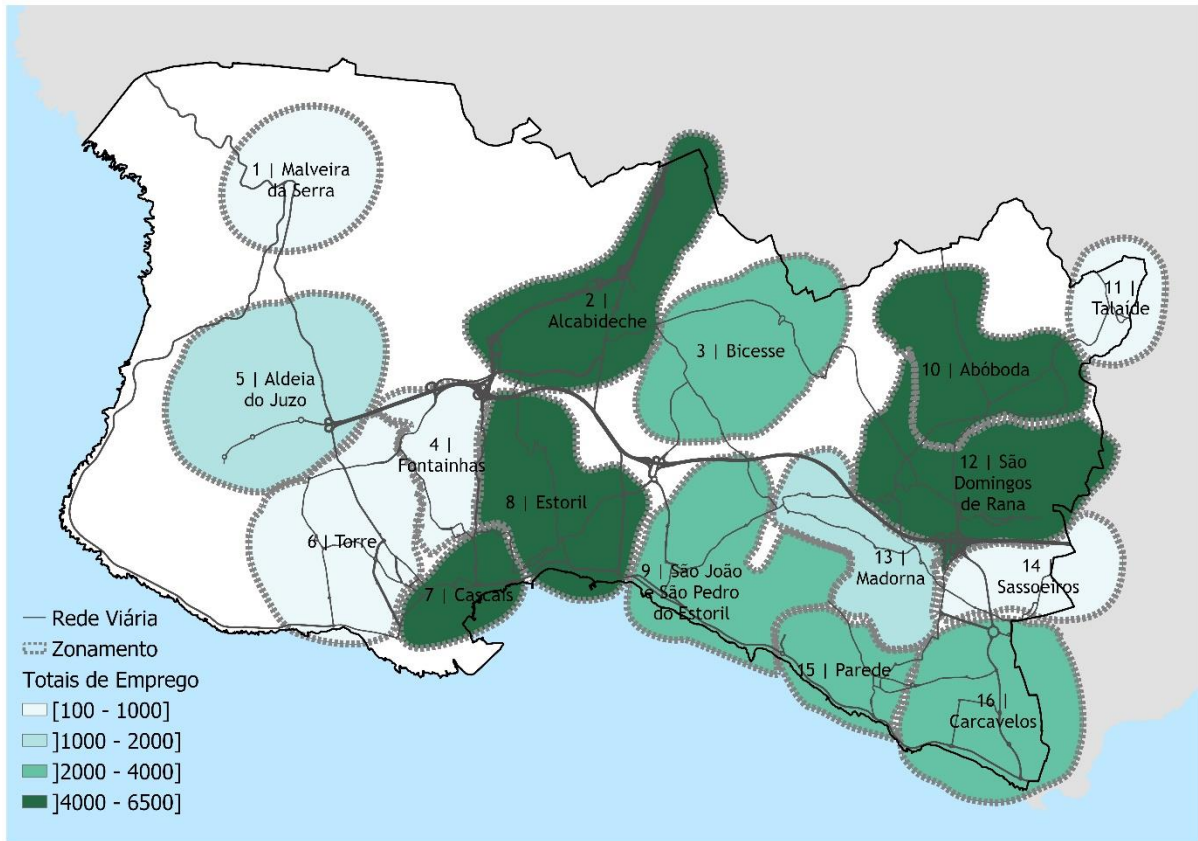 1 | Malveira
da Serra
2 |
Alcabideche
3 | Bicesse
11 |
Talaíde
10 | Abóboda
5 | Aldeia
do Juzo
4 |
Fontainhas
12 | São
Domingos
de Rana
8 | Estoril
6 | Torre
13 |
Madorna
14
Sassoeiros
9 | São João
e São Pedro
do Estoril
7 | Cascais
15 | Parede
16 |
Carcavelos
Rede Viária
Zonamento
Totais de Emprego
[100 - 1000]
]1000 - 2000]
]2000 - 4000]
]4000 - 6500]